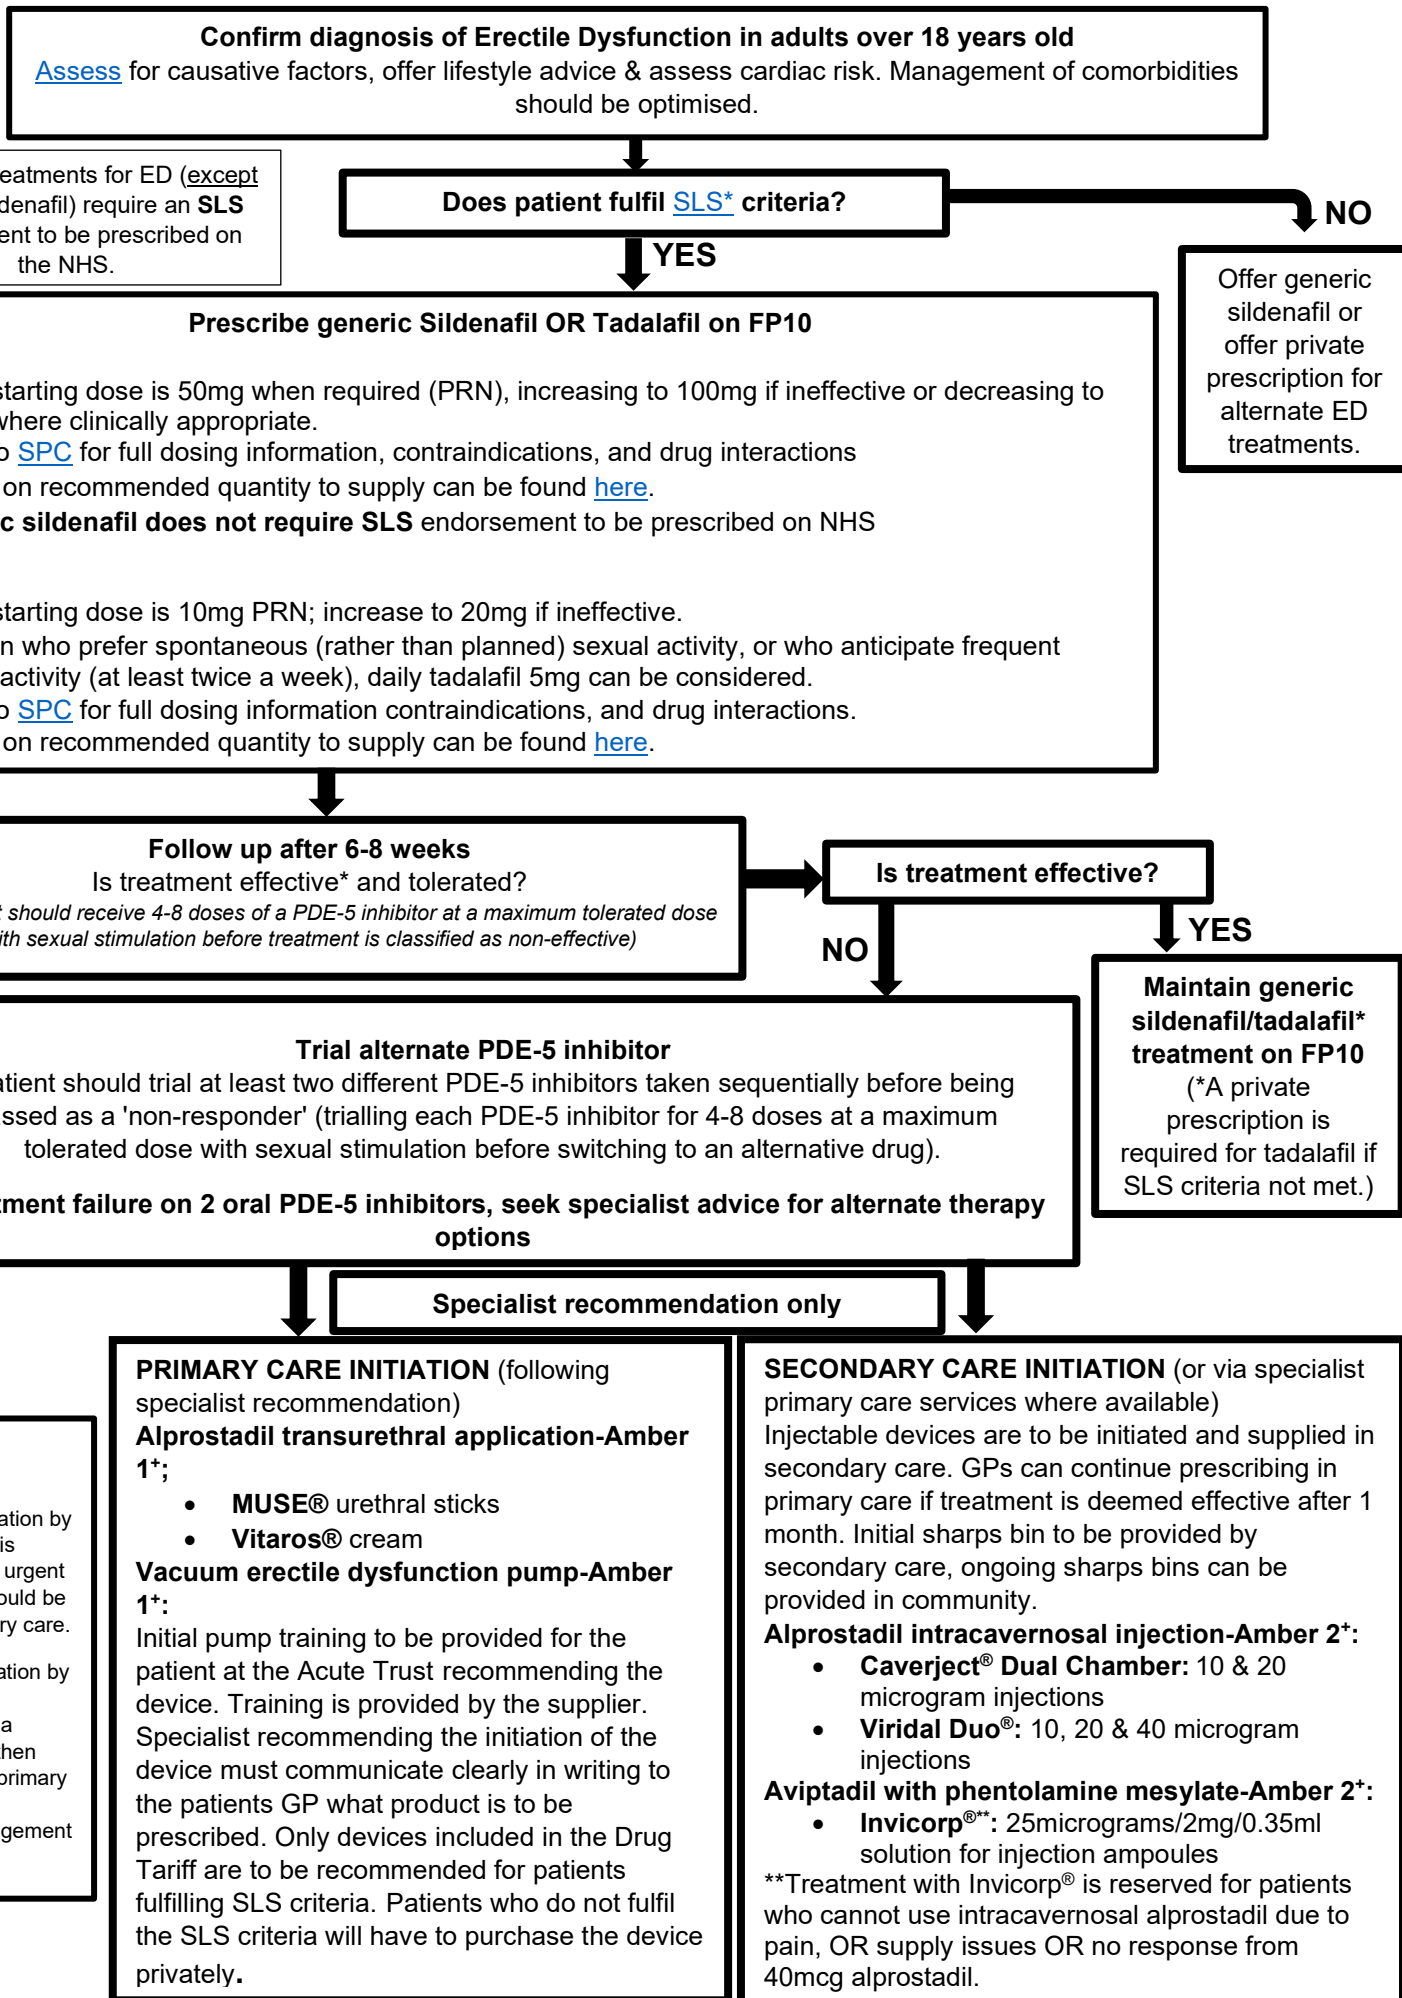 Confirm diagnosis of Erectile Dysfunction in adults over 18 years old
Assess for causative factors, offer lifestyle advice & assess cardiac risk. Management of comorbidities
should be optimised.
for ED (except
require an SLS
to be prescribed on
the NHS.
Does patient fulfil SLS* criteria?
NO
YES
Offer generic
sildenafil or
offer private
prescription for
alternate ED
treatments.
Prescribe generic Sildenafil OR Tadalafil on FP10
starting dose is 50mg when required (PRN), increasing to 100mg if ineffective or decreasing to
where clinically appropriate.
SPC for full dosing information, contraindications, and drug interactions
on recommended quantity to supply can be found here.
sildenafil does not require SLS endorsement to be prescribed on NHS
starting dose is 10mg PRN; increase to 20mg if ineffective.
who prefer spontaneous (rather than planned) sexual activity, or who anticipate frequent
activity (at least twice a week), daily tadalafil 5mg can be considered.
SPC for full dosing information contraindications, and drug interactions.
on recommended quantity to supply can be found here.
Follow up after 6-8 weeks
Is treatment effective* and tolerated?
should receive 4-8 doses of a PDE-5 inhibitor at a maximum tolerated dose
sexual stimulation before treatment is classified as non-effective)
Is treatment effective?
NO
YES
Maintain generic
sildenafil/tadalafil*
treatment on FP10
(*A private
prescription is
required for tadalafil if
SLS criteria not met.)
Trial alternate PDE-5 inhibitor
should trial at least two different PDE-5 inhibitors taken sequentially before being
as a 'non-responder' (trialling each PDE-5 inhibitor for 4-8 doses at a maximum
tolerated dose with sexual stimulation before switching to an alternative drug).
failure on 2 oral PDE-5 inhibitors, seek specialist advice for alternate therapy
options
Specialist recommendation only
by
is
urgent
be
care.
by
a
then
primary
PRIMARY CARE INITIATION (following
specialist recommendation)
Alprostadil transurethral application-Amber
1+;
• MUSE® urethral sticks
• Vitaros® cream
Vacuum erectile dysfunction pump-Amber
1+:
Initial pump training to be provided for the
patient at the Acute Trust recommending the
device. Training is provided by the supplier.
Specialist recommending the initiation of the
device must communicate clearly in writing to
the patients GP what product is to be
prescribed. Only devices included in the Drug
Tariff are to be recommended for patients
fulfilling SLS criteria. Patients who do not fulfil
the SLS criteria will have to purchase the device
privately.
SECONDARY CARE INITIATION (or via specialist
primary care services where available)
Injectable devices are to be initiated and supplied in
secondary care. GPs can continue prescribing in
primary care if treatment is deemed effective after 1
month. Initial sharps bin to be provided by
secondary care, ongoing sharps bins can be
provided in community.
Alprostadil intracavernosal injection-Amber 2+:
• Caverject® Dual Chamber: 10 & 20
microgram injections
• Viridal Duo®: 10, 20 & 40 microgram
injections
Aviptadil with phentolamine mesylate-Amber 2+:
• Invicorp®**: 25micrograms/2mg/0.35ml
solution for injection ampoules
**Treatment with Invicorp® is reserved for patients
who cannot use intracavernosal alprostadil due to
pain, OR supply issues OR no response from
40mcg alprostadil.